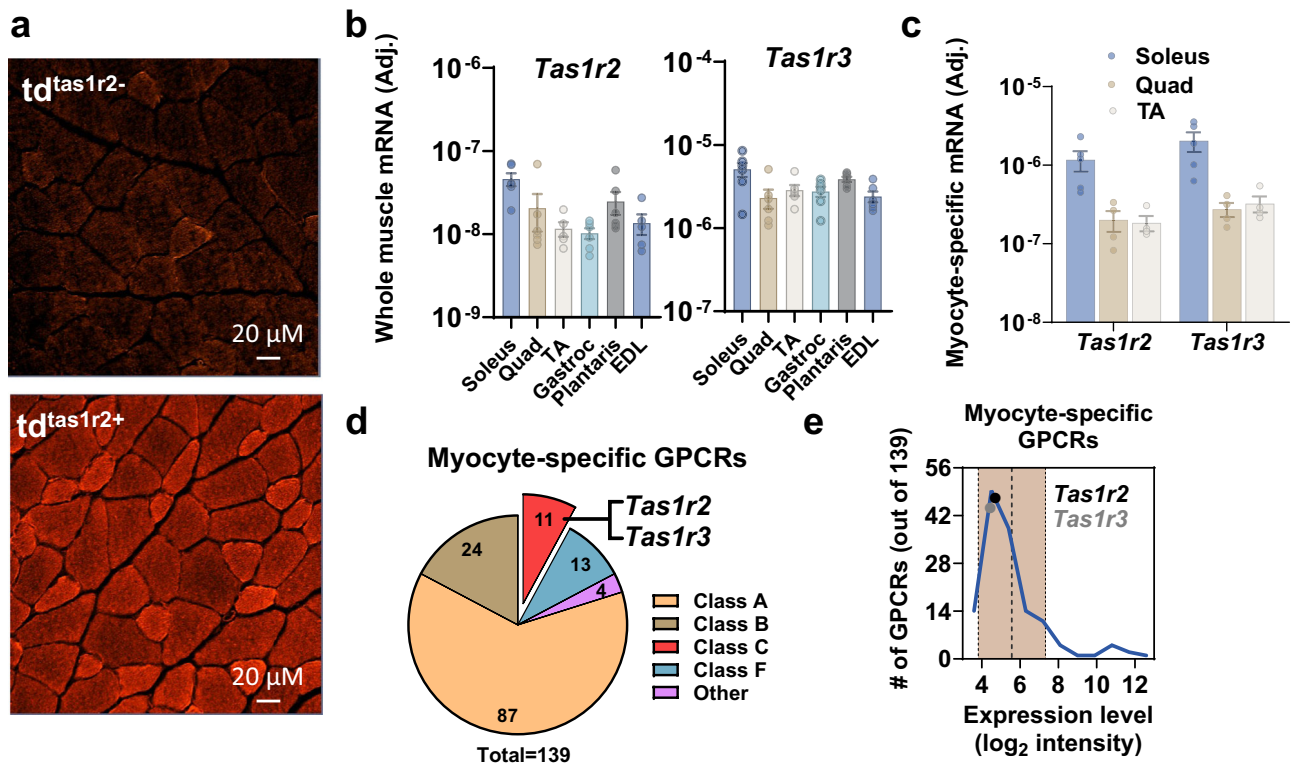 a
td^tas1r2-
20 µM
td^tas1r2+
20 µM
b
Whole muscle mRNA (Adj.)
Tas1r2
10^-6
10^-7
10^-8
10^-9
Soleus
Quad
TA
Gastroc
Plantaris
EDL
Tas1r3
10^-4
10^-5
10^-6
10^-7
Soleus
Quad
TA
Gastroc
Plantaris
EDL
c
Myocyte-specific mRNA (Adj.)
Soleus
Quad
TA
10^-5
10^-6
10^-7
10^-8
Tas1r2 Tas1r3
d
Myocyte-specific GPCRs
Tas1r2
Tas1r3
11
24
13
4
87
Class A
Class B
Class C
Class F
Other
Total=139
e
Myocyte-specific
GPCRs
# of GPCRs (out of 139)
56
42
28
14
0
Tas1r2
Tas1r3
4 6 8 10 12
Expression level
(log₂ intensity)